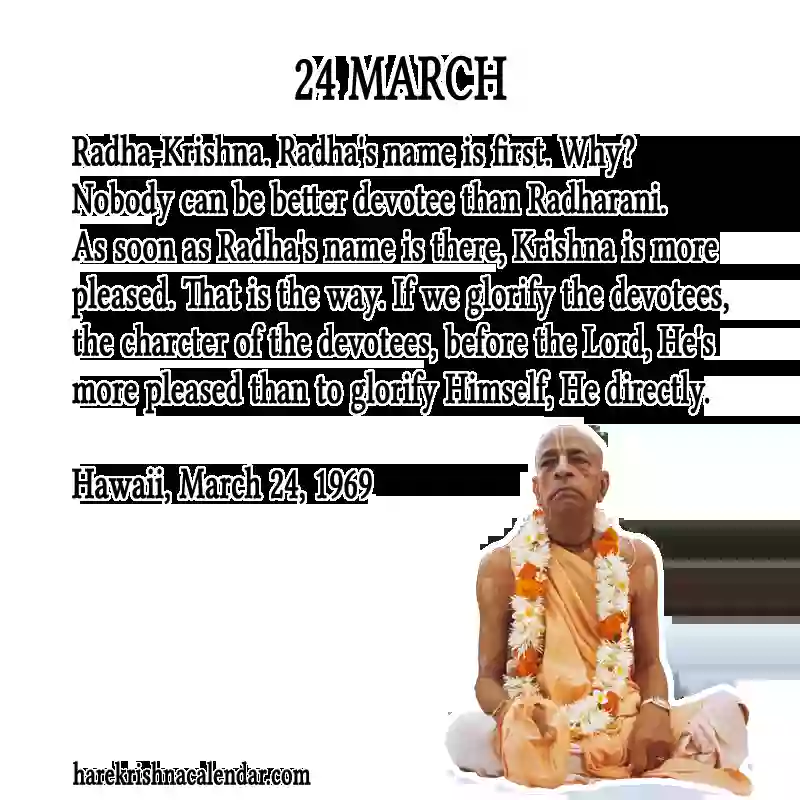 24 MARCH
Radha-Krishna. Radha's name is first. Why?
Nobody can be better devotee than Radharani.
As soon as Radha's name is there, Krishna is more
pleased. That is the way. If we glorify the devotees,
the charcter of the devotees, before the Lord, He's
more pleased than to glorify Himself, He directly.
Hawaii, March 24, 1969
harekrishnacalendar.com